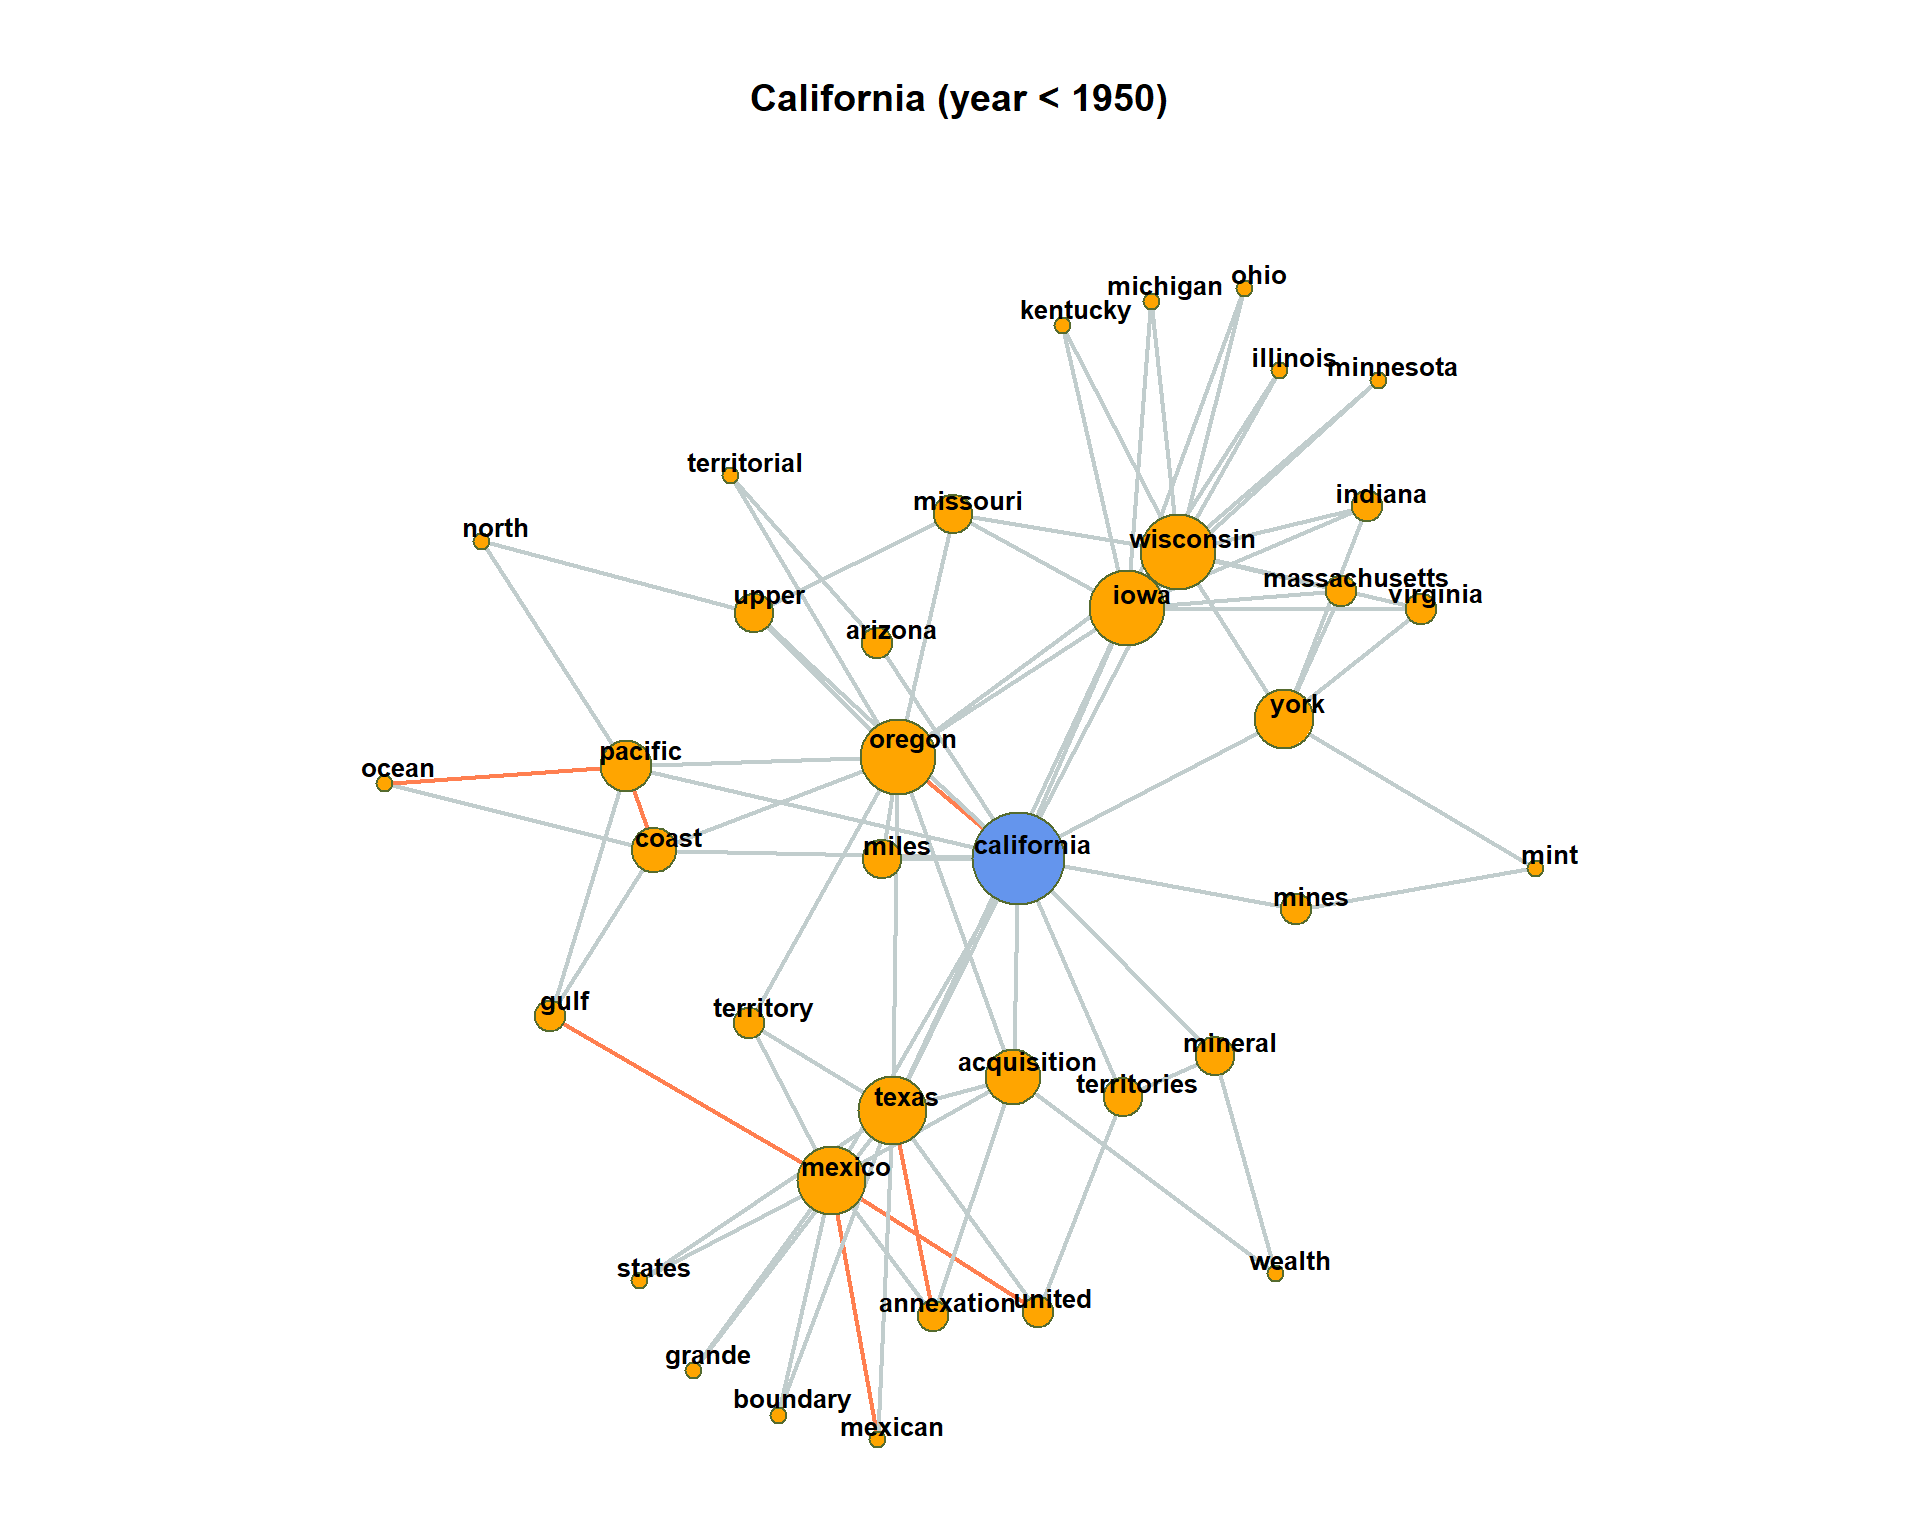 California (year < 1950)
ohio
michigan
kentucky
illinois
minnesota
territorial
missouri
indiana
north
wisconsin
massachusetts
upper
iowa
virginia
arizona
york
oregon
pacific
ocean
coast
miles
california
mint
mines
gulf
territory
mineral
acquisition
territories
texas
mexico
states
wealth
annexation
united
grande
boundary
mexican